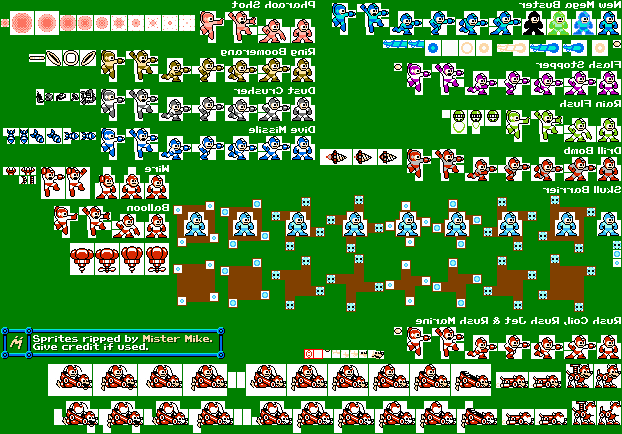 New Mega Buster
Pharaoh Shot
Flash Stopper
Ring Boomerang
Rain Flush
Dust Crusher
Drill Bomb
Dive Missile
Skull Barrier
Wire
Balloon
Rush Coil, Rush Jet & Rush Marine
Sprites ripped by Mister Mike.
Give credit if used.